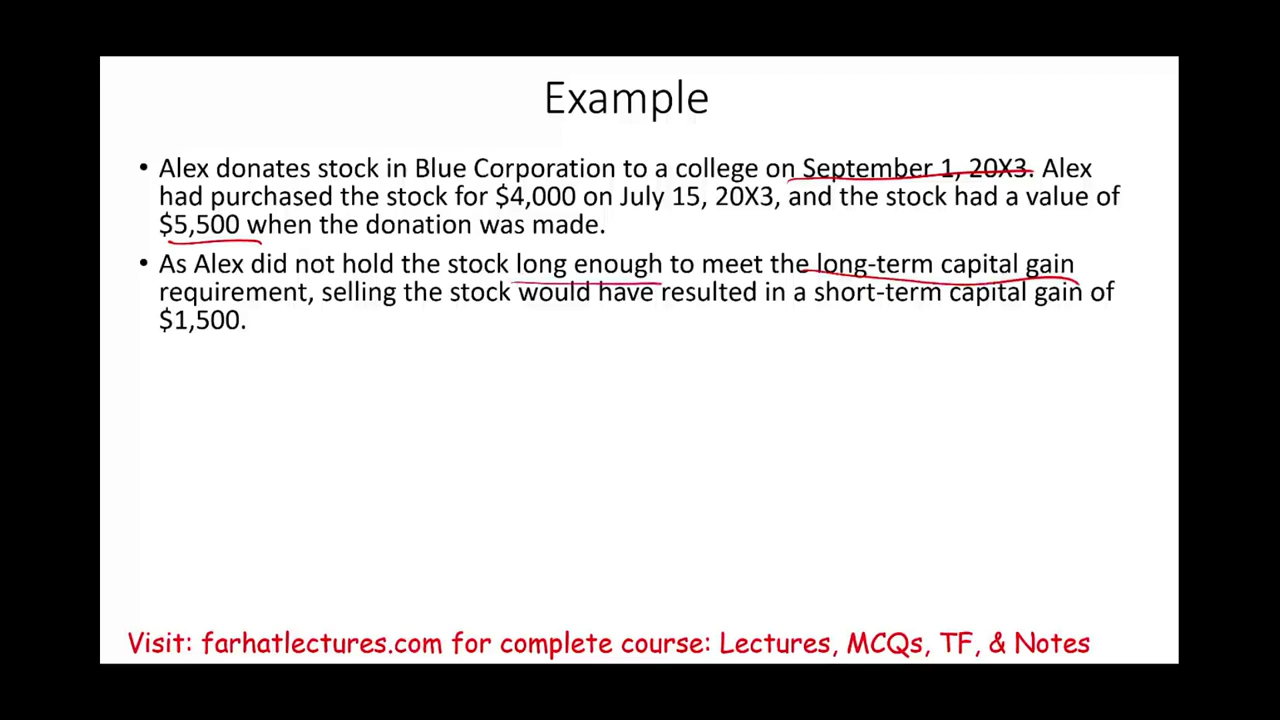 Example
• Alex donates stock in Blue Corporation to a college on September 1, 20X3. Alex
had purchased the stock for $4,000 on July 15, 20X3, and the stock had a value of
$5,500 when the donation was made.
• As Alex did not hold the stock long enough to meet the long-term capital gain
requirement, selling the stock would have resulted in a short-term capital gain of
$1,500.
Visit: farhatlectures.com for complete course: Lectures, MCQs, TF, & Notes